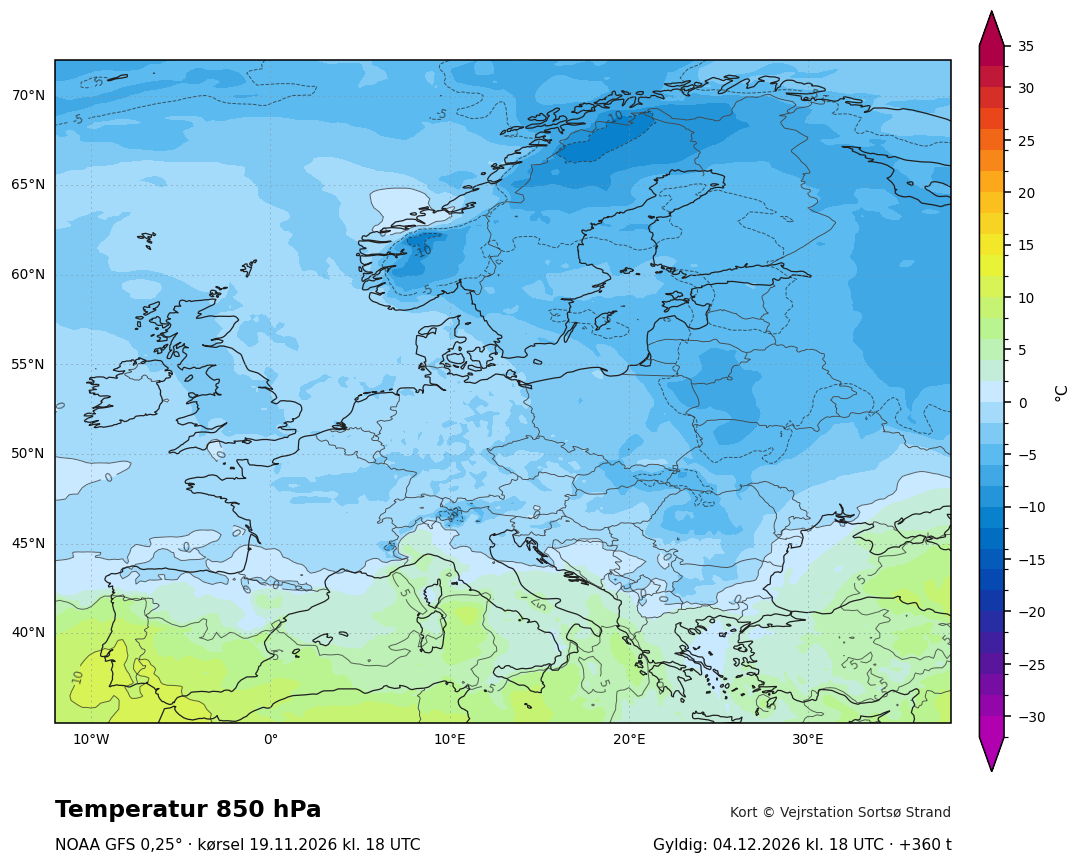 70°N
65°N
60°N
55°N
50°N
45°N
40°N
10°W
0°
10°E
20°E
30°E
35
30
25
20
15
10
5
0
−5
−10
−15
−20
−25
−30
°C
Temperatur 850 hPa
Kort © Vejrstation Sortsø Strand
NOAA GFS 0,25° · kørsel 19.11.2026 kl. 18 UTC
Gyldig: 04.12.2026 kl. 18 UTC · +360 t